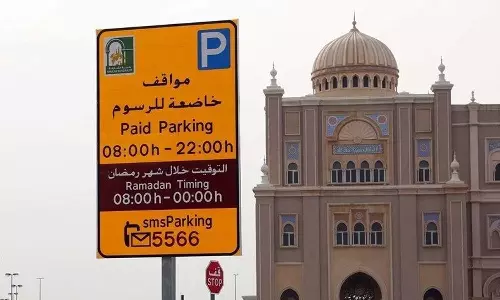 P
مواقف
خاضعة للرسوم
Paid Parking
08:00h - 22:00h
التوقيت خلال شهر رمضان
Ramadan Timing
08:00h - 00:00h
smsParking
5566
قف
STOP